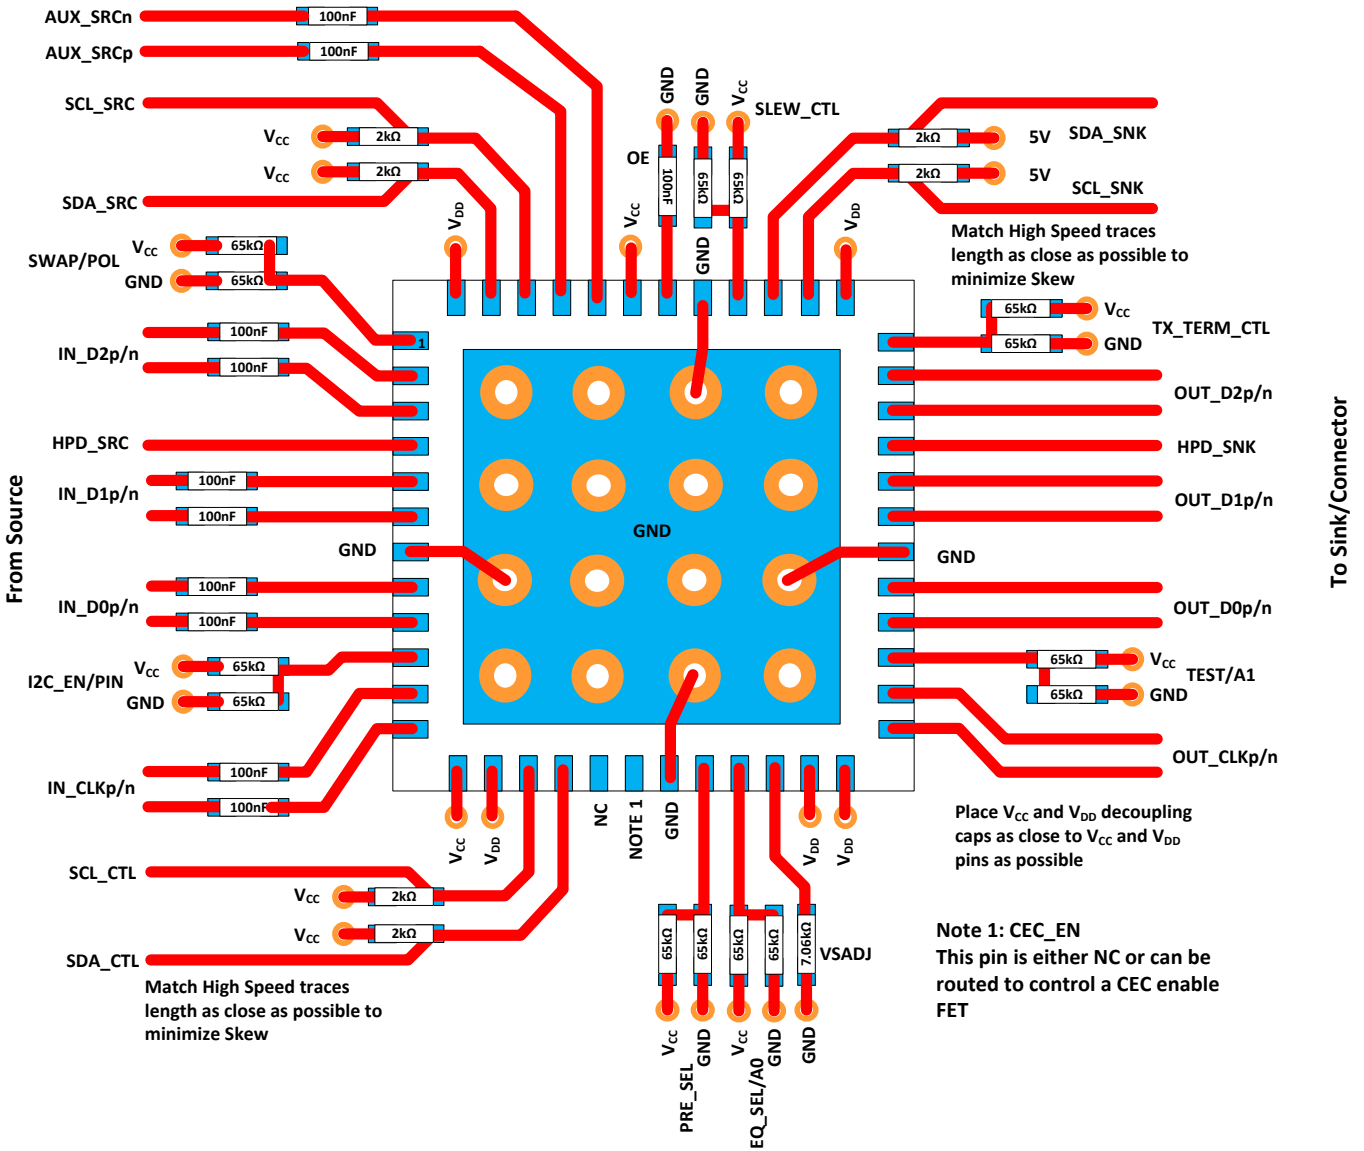 AUX_SRCn
100nF
AUX_SRCp
100nF
SCL_SRC
VCC
2kΩ
VCC
2kΩ
SDA_SRC
VDD
VCC
GND
GND
VCC
SLEW_CTL
OE
100nF
65kΩ
65kΩ
GND
VDD
2kΩ
5V
SDA_SNK
2kΩ
5V
SCL_SNK
Match High Speed traces
length as close as possible to
minimize Skew
VCC
65kΩ
SWAP/POL
GND
65kΩ
1
IN_D2p/n
100nF
100nF
HPD_SRC
IN_D1p/n
100nF
100nF
GND
IN_D0p/n
100nF
100nF
VCC
65kΩ
I2C_EN/PIN
GND
65kΩ
IN_CLKp/n
100nF
100nF
From Source
GND
65kΩ
VCC
TX_TERM_CTL
65kΩ
GND
OUT_D2p/n
HPD_SNK
OUT_D1p/n
GND
OUT_D0p/n
65kΩ
VCC
TEST/A1
65kΩ
GND
OUT_CLKp/n
To Sink/Connector
VCC
VDD
NC
NOTE 1
GND
VDD
VDD
Place VCC and VDD decoupling
caps as close to VCC and VDD
pins as possible
SCL_CTL
VCC
2kΩ
VCC
2kΩ
SDA_CTL
Match High Speed traces
length as close as possible to
minimize Skew
65kΩ
65kΩ
65kΩ
65kΩ
7.06kΩ
VSADJ
VCC
GND
VCC
GND
GND
PRE_SEL
EQ_SEL/A0
Note 1: CEC_EN
This pin is either NC or can be
routed to control a CEC enable
FET